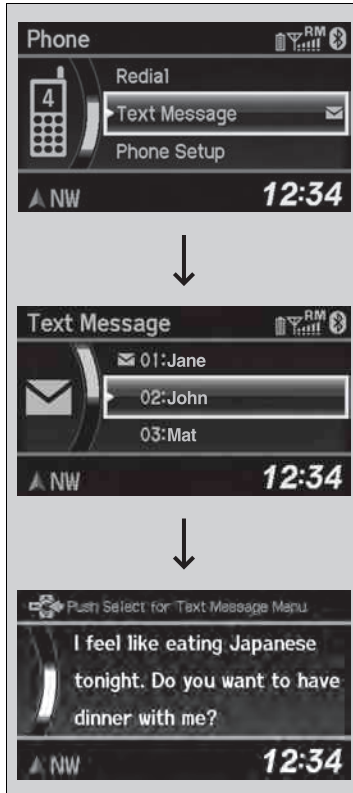 Phone
RM
4
Redial
Text Message
Phone Setup
NW
12:34
Text Message
RM
01:Jane
02:John
03:Mat
NW
12:34
Push Select for Text Message Menu
I feel like eating Japanese
tonight. Do you want to have
dinner with me?
NW
12:34